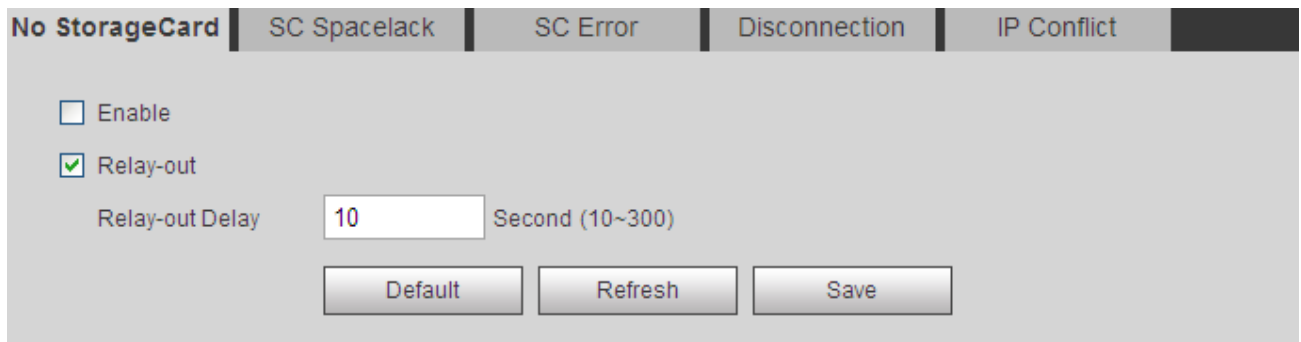 No StorageCard SC Spacelack SC Error Disconnection IP Conflict
Enable
Relay-out
Relay-out Delay 10 Second (10~300)
Default Refresh Save